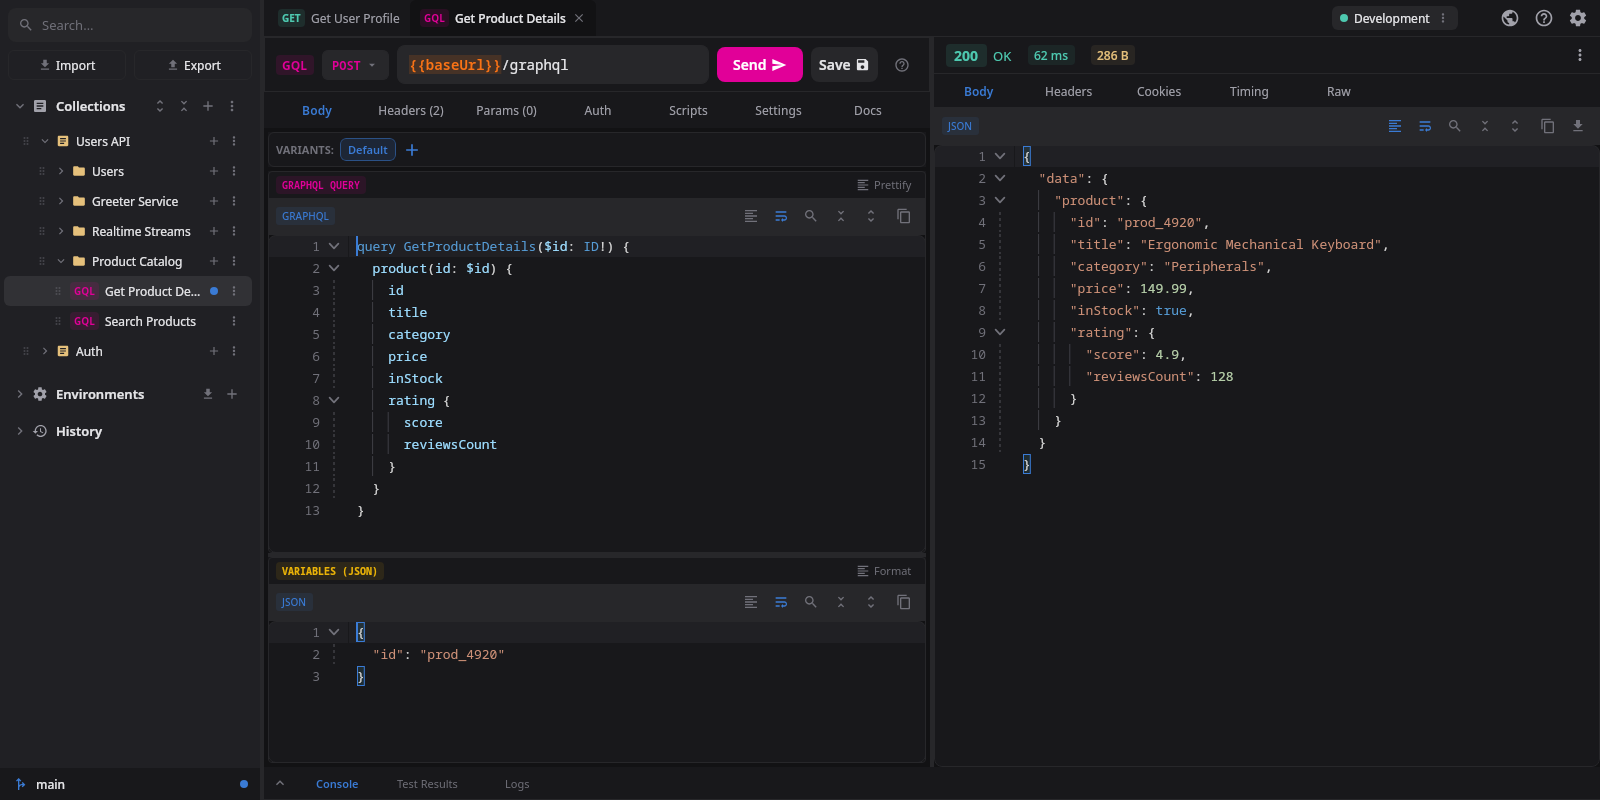 Search...
Import
Export
Collections
Users API
Users
Greeter Service
Realtime Streams
Product Catalog
GQL Get Product De...
GQL Search Products
Auth
Environments
History
main
GET Get User Profile
GQL Get Product Details
Development
GQL
POST
{{baseUrl}}/graphql
Send
Save
Body
Headers (2)
Params (0)
Auth
Scripts
Settings
Docs
VARIANTS:
Default
GRAPHQL QUERY
Prettify
GRAPHQL
1 query GetProductDetails($id: ID!) {
2 product(id: $id) {
3 id
4 title
5 category
6 price
7 inStock
8 rating {
9 score
10 reviewsCount
11 }
12 }
13 }
VARIABLES (JSON)
Format
JSON
1 {
2 "id": "prod_4920"
3 }
Console
Test Results
Logs
200 OK
62 ms
286 B
Body
Headers
Cookies
Timing
Raw
JSON
1 {
2 "data": {
3 "product": {
4 "id": "prod_4920",
5 "title": "Ergonomic Mechanical Keyboard",
6 "category": "Peripherals",
7 "price": 149.99,
8 "inStock": true,
9 "rating": {
10 "score": 4.9,
11 "reviewsCount": 128
12 }
13 }
14 }
15 }